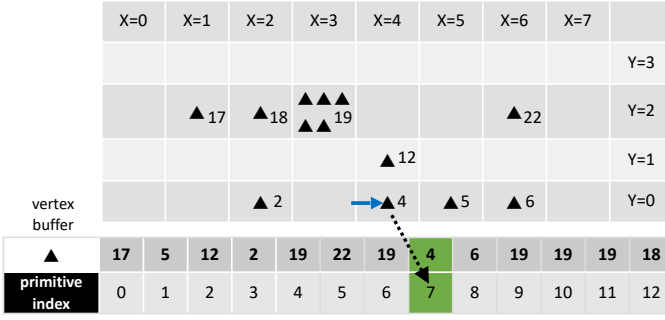 X=0 X=1 X=2 X=3 X=4 X=5 X=6 X=7
Y=3
17 18 19 22 Y=2
12 Y=1
2 4 5 6 Y=0
vertex
buffer
17 5 12 2 19 22 19 4 6 19 19 19 18
primitive
index
0 1 2 3 4 5 6 7 8 9 10 11 12